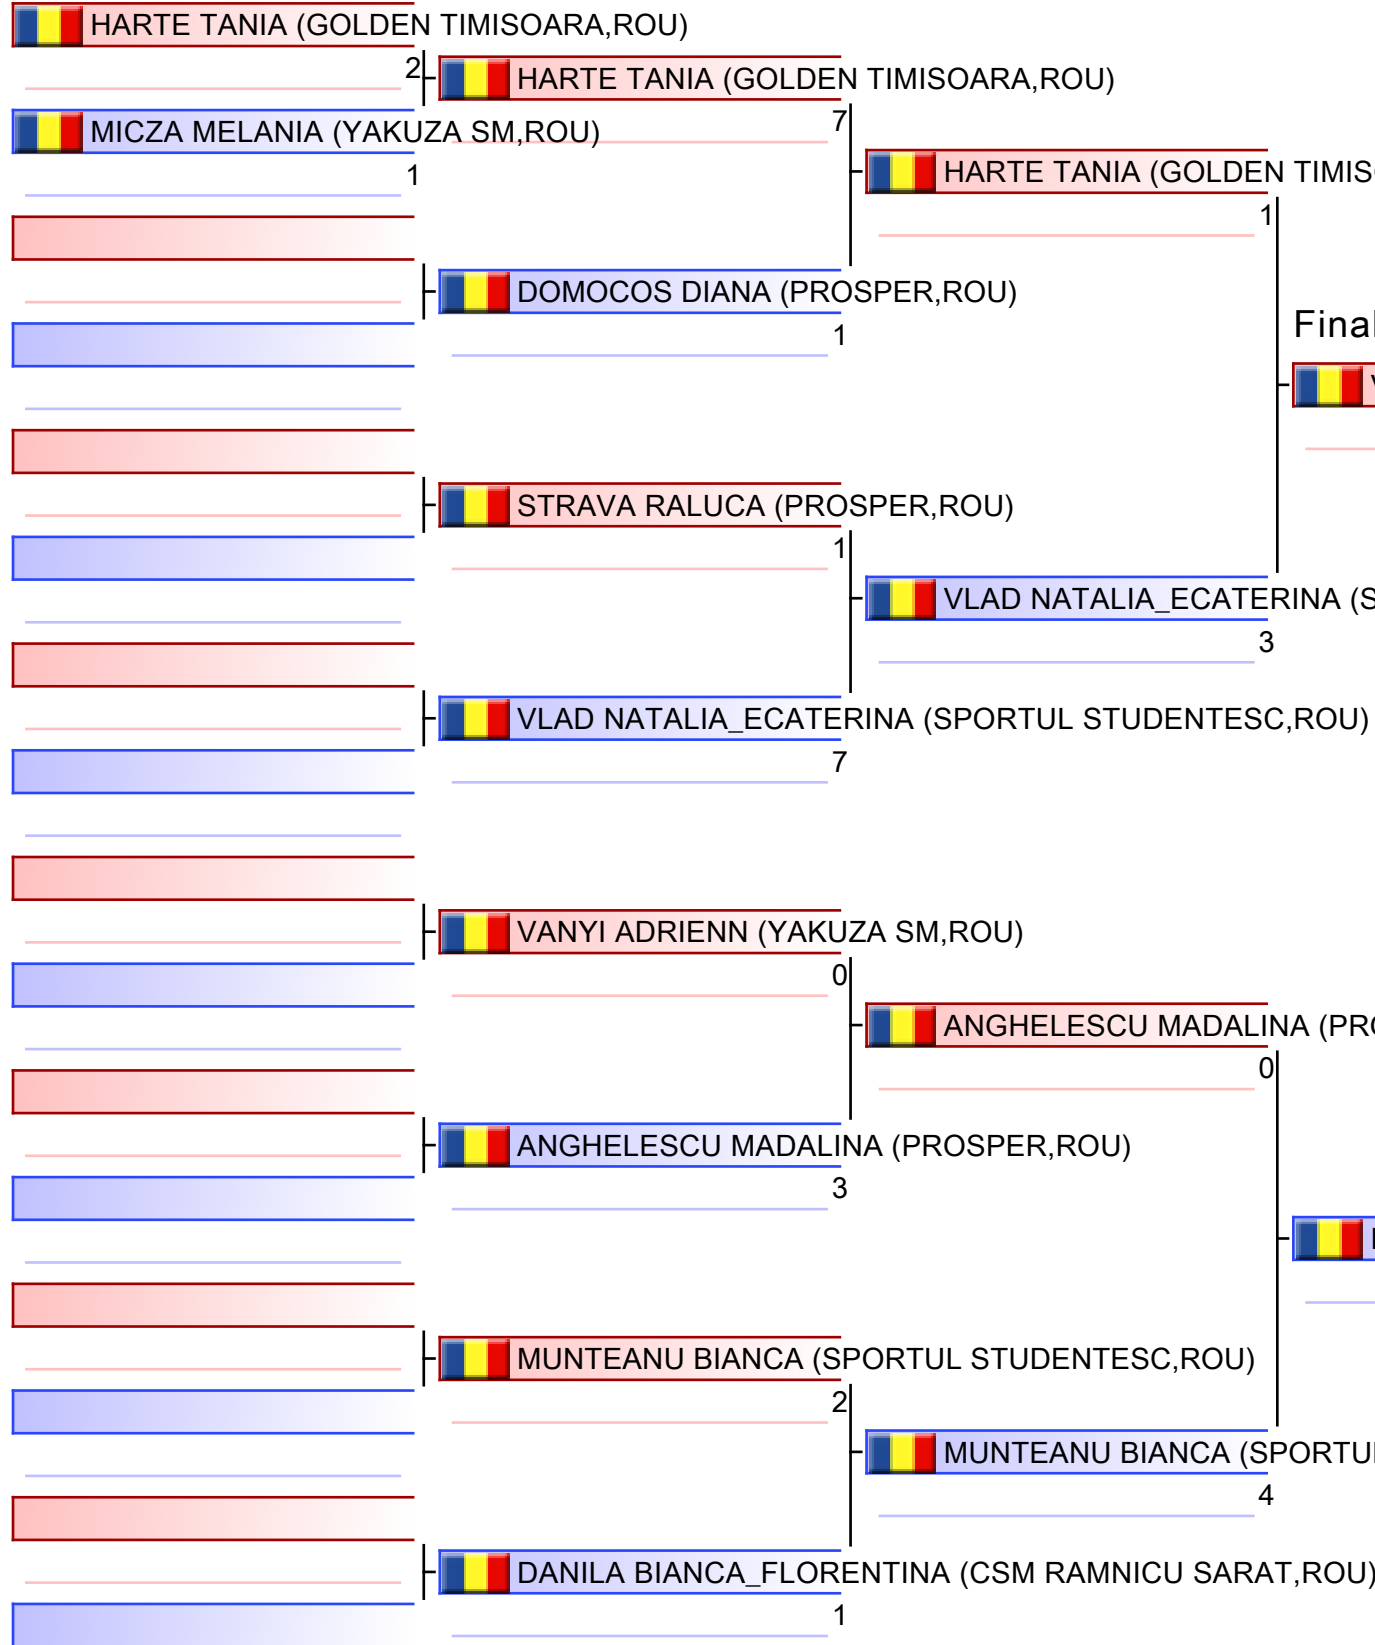 HARTE TANIA (GOLDEN TIMISOARA,ROU)
2
MICZA MELANIA (YAKUZA SM,ROU)
1
HARTE TANIA (GOLDEN TIMISOARA,ROU)
7
DOMOCOS DIANA (PROSPER,ROU)
1
STRAVA RALUCA (PROSPER,ROU)
1
VLAD NATALIA_ECATERINA (SPORTUL STUDENTESC,ROU)
7
VANYI ADRIENN (YAKUZA SM,ROU)
0
ANGHELESCU MADALINA (PROSPER,ROU)
3
MUNTEANU BIANCA (SPORTUL STUDENTESC,ROU)
2
DANILA BIANCA_FLORENTINA (CSM RAMNICU SARAT,ROU)
1
HARTE TANIA (GOLDEN
1
VLAD NATALIA_ECATERINA
3
ANGHELESCU MADALINA
0
MUNTEANU BIANCA
4
Final